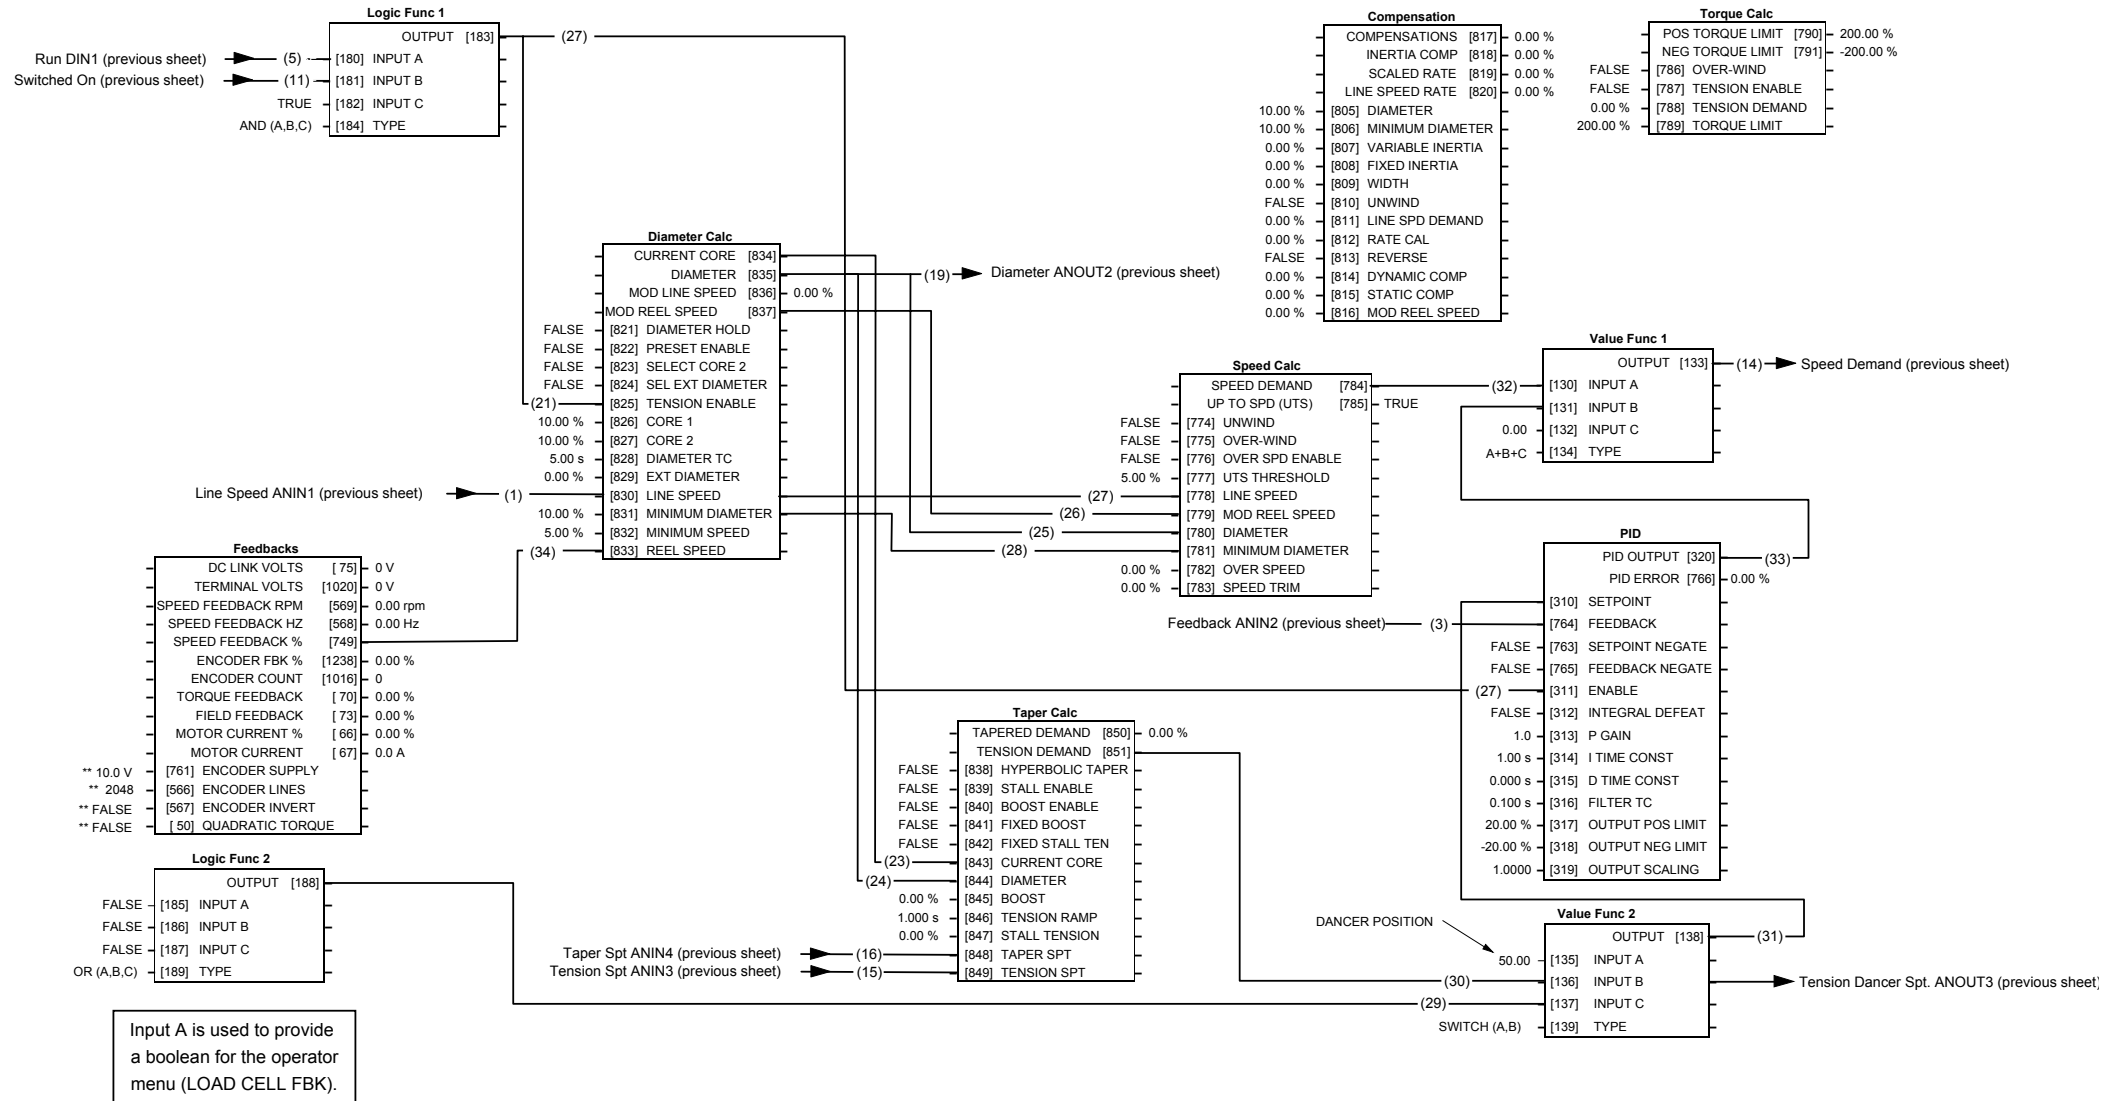 Logic Func 1
OUTPUT [183] (27)
Run DIN1 (previous sheet) (5) [180] INPUT A
Switched On (previous sheet) (11) [181] INPUT B
TRUE [182] INPUT C
AND (A,B,C) [184] TYPE
Compensation
COMPENSATIONS [817] 0.00 %
INERTIA COMP [818] 0.00 %
SCALED RATE [819] 0.00 %
LINE SPEED RATE [820] 0.00 %
10.00 % [805] DIAMETER
10.00 % [806] MINIMUM DIAMETER
0.00 % [807] VARIABLE INERTIA
0.00 % [808] FIXED INERTIA
0.00 % [809] WIDTH
FALSE [810] UNWIND
0.00 % [811] LINE SPD DEMAND
0.00 % [812] RATE CAL
FALSE [813] REVERSE
0.00 % [814] DYNAMIC COMP
0.00 % [815] STATIC COMP
0.00 % [816] MOD REEL SPEED
Torque Calc
POS TORQUE LIMIT [790] 200.00 %
NEG TORQUE LIMIT [791] -200.00 %
FALSE [786] OVER-WIND
FALSE [787] TENSION ENABLE
0.00 % [788] TENSION DEMAND
200.00 % [789] TORQUE LIMIT
Diameter Calc
CURRENT CORE [834]
DIAMETER [835] (19) Diameter ANOUT2 (previous sheet)
MOD LINE SPEED [836] 0.00 %
MOD REEL SPEED [837]
FALSE [821] DIAMETER HOLD
FALSE [822] PRESET ENABLE
FALSE [823] SELECT CORE 2
FALSE [824] SEL EXT DIAMETER
(21) [825] TENSION ENABLE
10.00 % [826] CORE 1
10.00 % [827] CORE 2
5.00 s [828] DIAMETER TC
0.00 % [829] EXT DIAMETER
Line Speed ANIN1 (previous sheet) (1) [830] LINE SPEED (27)
10.00 % [831] MINIMUM DIAMETER (26)
5.00 % [832] MINIMUM SPEED (25)
(34) [833] REEL SPEED (28)
Speed Calc
SPEED DEMAND [784] (32)
UP TO SPD (UTS) [785] TRUE
FALSE [774] UNWIND
FALSE [775] OVER-WIND
FALSE [776] OVER SPD ENABLE
5.00 % [777] UTS THRESHOLD
[778] LINE SPEED
[779] MOD REEL SPEED
[780] DIAMETER
[781] MINIMUM DIAMETER
0.00 % [782] OVER SPEED
0.00 % [783] SPEED TRIM
Value Func 1
OUTPUT [133] (14) Speed Demand (previous sheet)
[130] INPUT A
[131] INPUT B
0.00 [132] INPUT C
A+B+C [134] TYPE
Feedbacks
DC LINK VOLTS [ 75] 0 V
TERMINAL VOLTS [1020] 0 V
SPEED FEEDBACK RPM [569] 0.00 rpm
SPEED FEEDBACK HZ [568] 0.00 Hz
SPEED FEEDBACK % [749]
ENCODER FBK % [1238] 0.00 %
ENCODER COUNT [1016] 0
TORQUE FEEDBACK [ 70] 0.00 %
FIELD FEEDBACK [ 73] 0.00 %
MOTOR CURRENT % [ 66] 0.00 %
MOTOR CURRENT [ 67] 0.0 A
** 10.0 V [761] ENCODER SUPPLY
** 2048 [566] ENCODER LINES
** FALSE [567] ENCODER INVERT
** FALSE [ 50] QUADRATIC TORQUE
PID
PID OUTPUT [320] (33)
PID ERROR [766] 0.00 %
[310] SETPOINT
Feedback ANIN2 (previous sheet) (3) [764] FEEDBACK
FALSE [763] SETPOINT NEGATE
FALSE [765] FEEDBACK NEGATE
(27) [311] ENABLE
FALSE [312] INTEGRAL DEFEAT
1.0 [313] P GAIN
1.00 s [314] I TIME CONST
0.000 s [315] D TIME CONST
0.100 s [316] FILTER TC
20.00 % [317] OUTPUT POS LIMIT
-20.00 % [318] OUTPUT NEG LIMIT
1.0000 [319] OUTPUT SCALING
Taper Calc
TAPERED DEMAND [850] 0.00 %
TENSION DEMAND [851]
FALSE [838] HYPERBOLIC TAPER
FALSE [839] STALL ENABLE
FALSE [840] BOOST ENABLE
FALSE [841] FIXED BOOST
FALSE [842] FIXED STALL TEN
(23) [843] CURRENT CORE
(24) [844] DIAMETER
0.00 % [845] BOOST
1.000 s [846] TENSION RAMP
0.00 % [847] STALL TENSION
Taper Spt ANIN4 (previous sheet) (16) [848] TAPER SPT
Tension Spt ANIN3 (previous sheet) (15) [849] TENSION SPT
Logic Func 2
OUTPUT [188]
FALSE [185] INPUT A
FALSE [186] INPUT B
FALSE [187] INPUT C
OR (A,B,C) [189] TYPE
Value Func 2
DANCER POSITION
OUTPUT [138] (31)
50.00 [135] INPUT A
(30) [136] INPUT B Tension Dancer Spt. ANOUT3 (previous sheet)
(29) [137] INPUT C
SWITCH (A,B) [139] TYPE
Input A is used to provide
a boolean for the operator
menu (LOAD CELL FBK).